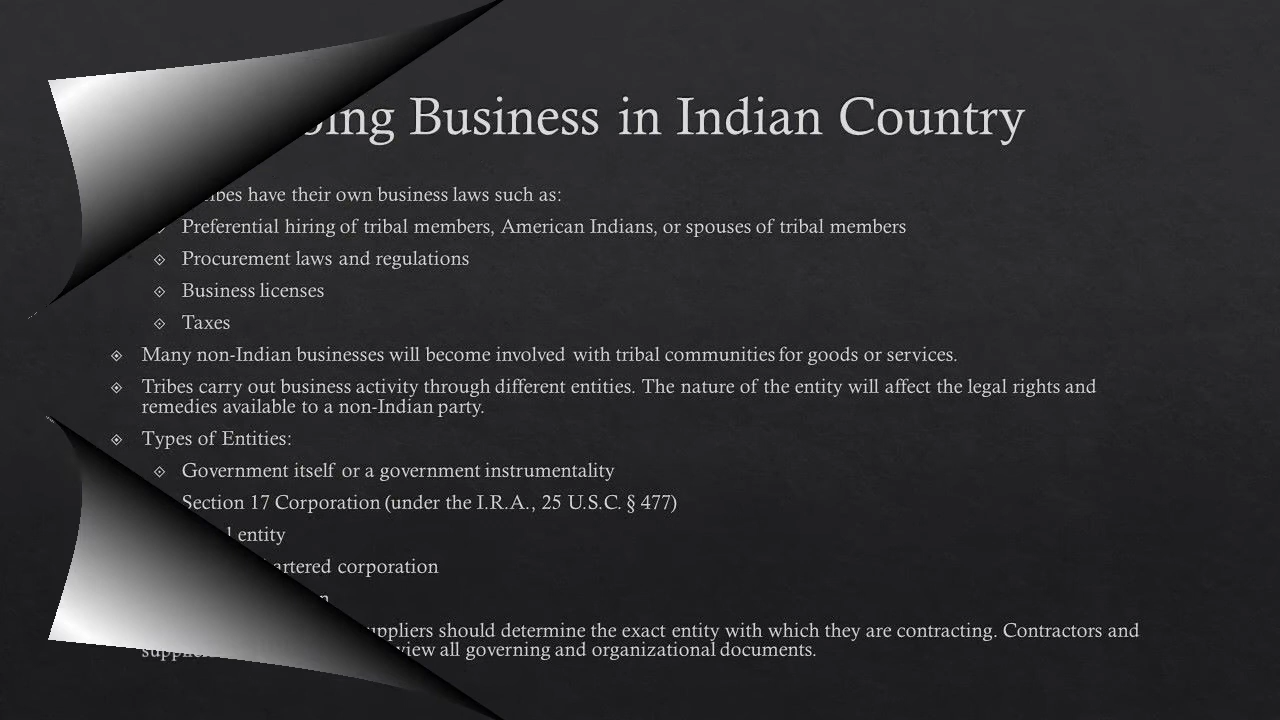 Business in Indian Country
have their own business laws such as:
Preferential hiring of tribal members, American Indians, or spouses of tribal members
Procurement laws and regulations
Business licenses
Taxes
Many non-Indian businesses will become involved with tribal communities for goods or services.
Tribes carry out business activity through different entities. The nature of the entity will affect the legal rights and
remedies available to a non-Indian party.
Types of Entities:
Government itself or a government instrumentality
Section 17 Corporation (under the I.R.A., 25 U.S.C. § 477)
entity
corporation
should determine the exact entity with which they are contracting. Contractors and
all governing and organizational documents.